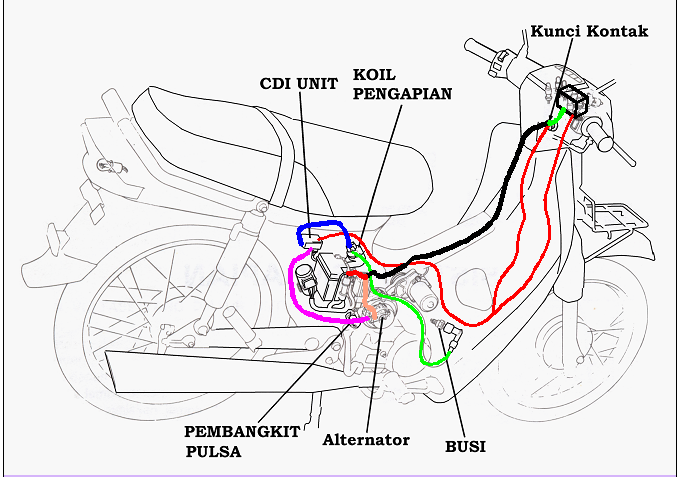 Kunci Kontak
CDI UNIT
KOIL
PENGAPIAN
PEMBANGKIT
PULSA
Alternator
BUSI